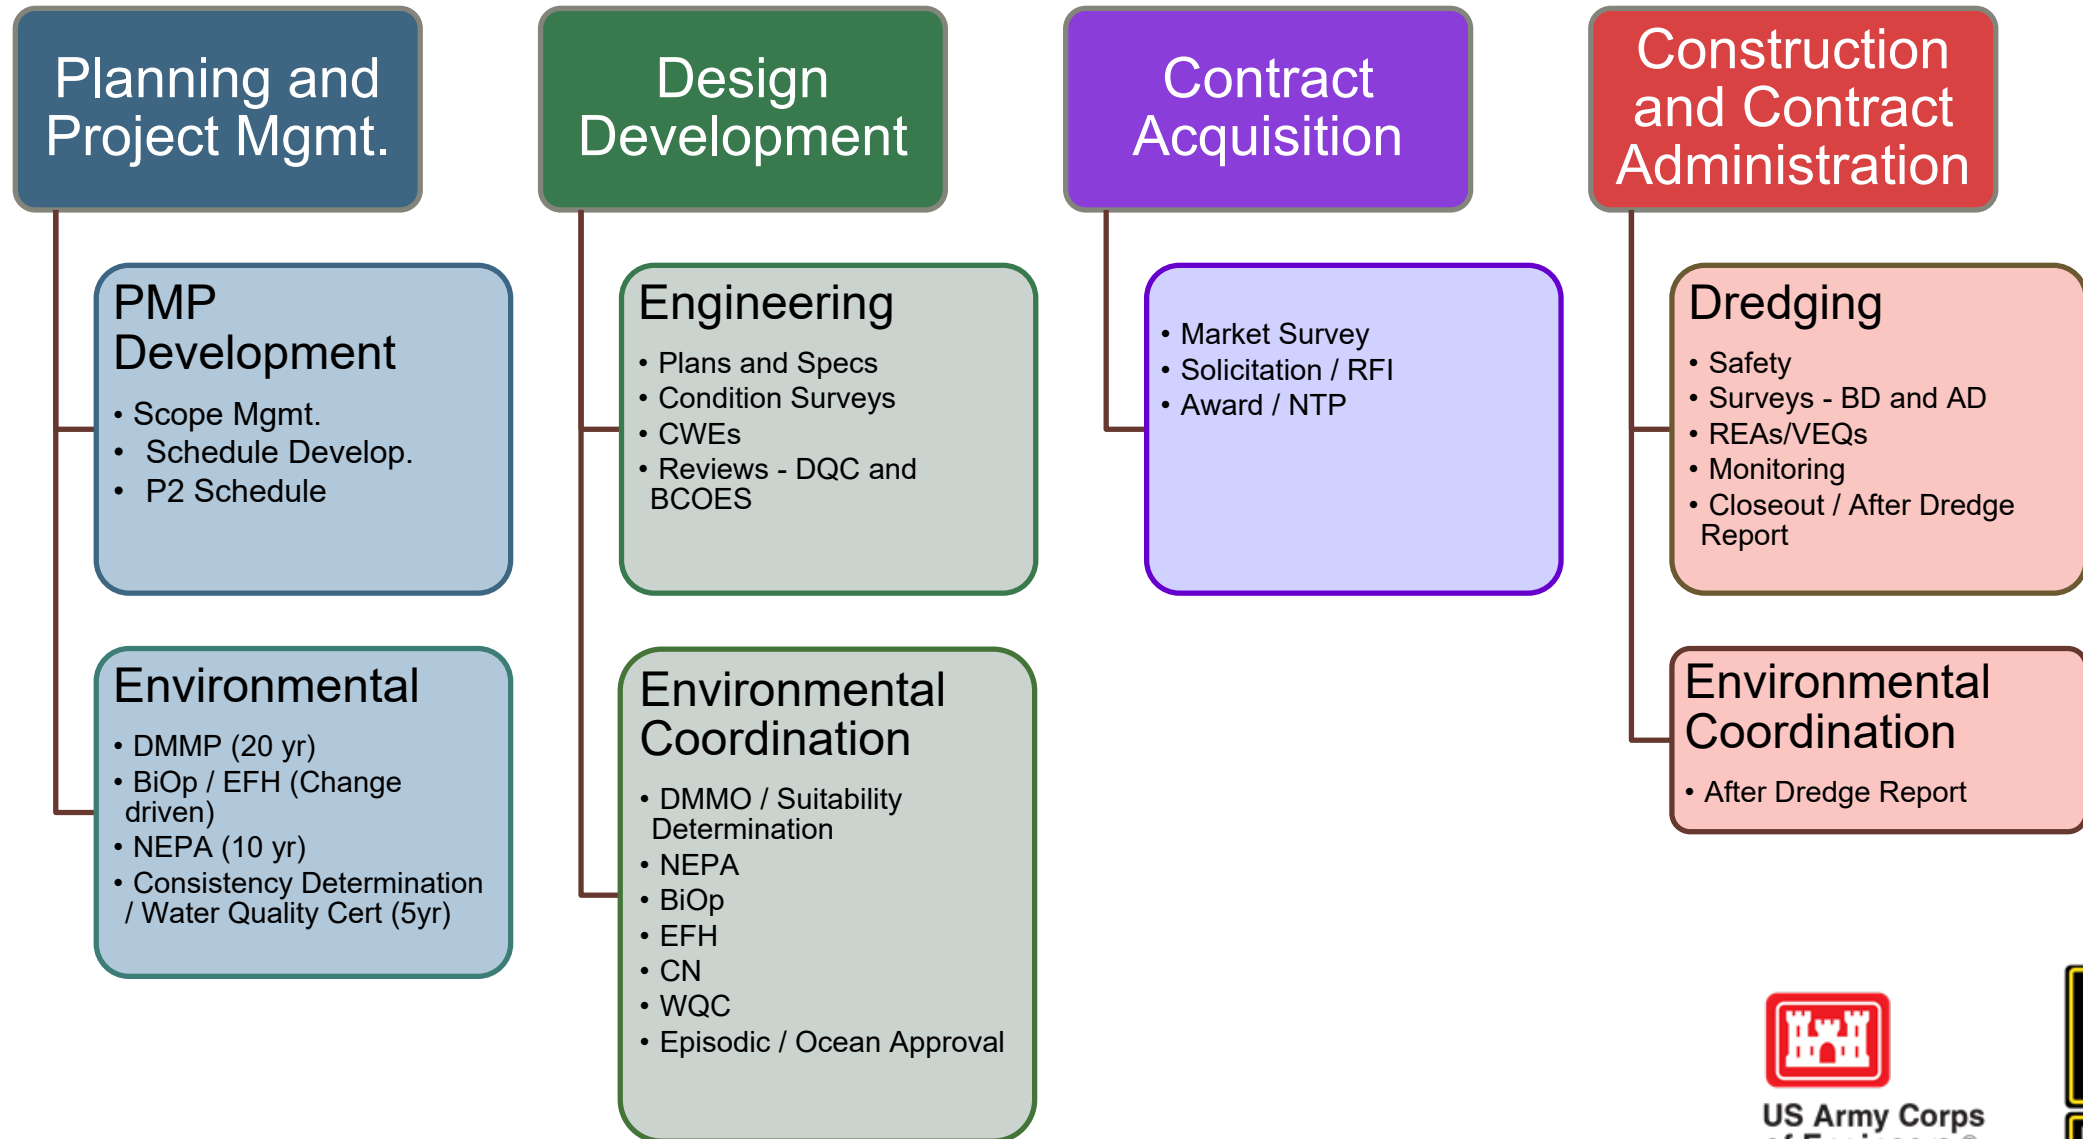 Planning and
Project Mgmt.
PMP
Development
• Scope Mgmt.
• Schedule Develop.
• P2 Schedule
Environmental
• DMMP (20 yr)
• BiOp / EFH (Change
driven)
• NEPA (10 yr)
• Consistency Determination
/ Water Quality Cert (5yr)
Design
Development
Engineering
• Plans and Specs
• Condition Surveys
• CWEs
• Reviews - DQC and
BCOES
Environmental
Coordination
• DMMO / Suitability
Determination
• NEPA
• BiOp
• EFH
• CN
• WQC
• Episodic / Ocean Approval
Contract
Acquisition
• Market Survey
• Solicitation / RFI
• Award / NTP
Construction
and Contract
Administration
Dredging
• Safety
• Surveys - BD and AD
• REAs/VEQs
• Monitoring
• Closeout / After Dredge
Report
Environmental
Coordination
• After Dredge Report
US Army Corps
of Engineers®